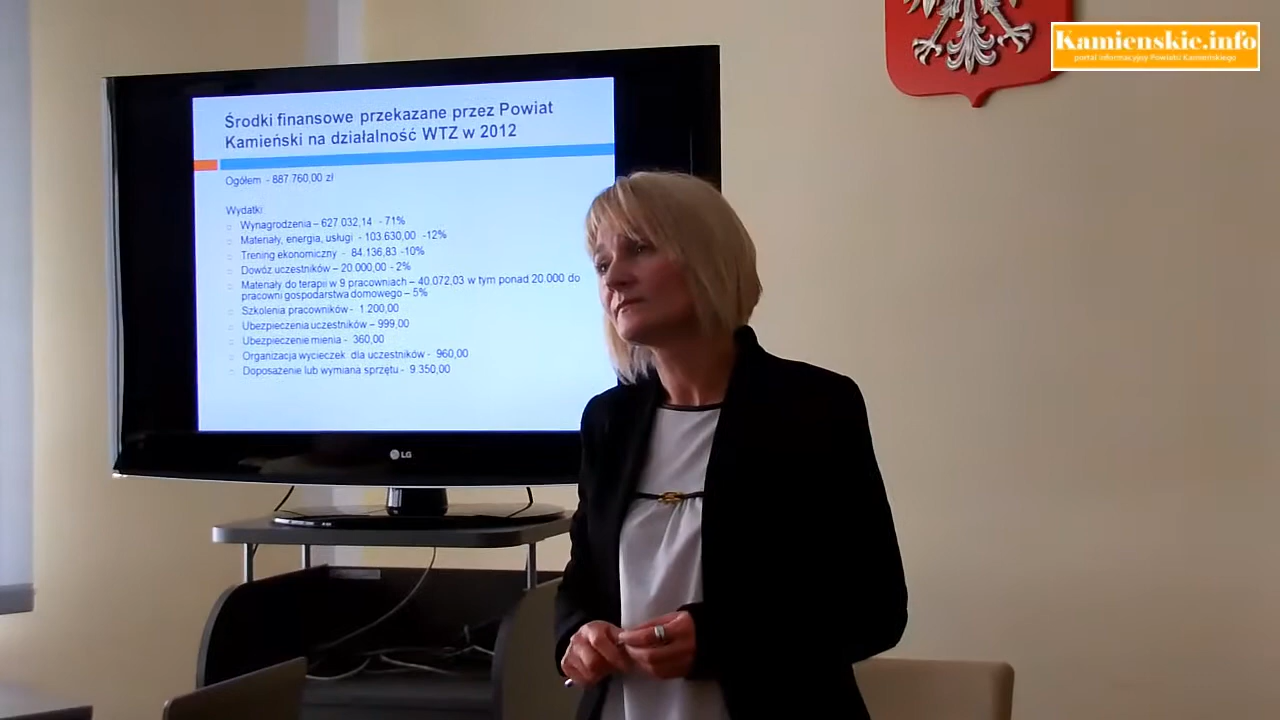 Kamienskie.info
portal informacyjny Powiatu Kamieńskiego
Środki finansowe przekazane przez Powiat
Kamieński na działalność WTZ w 2012
Ogółem - 887.760,00 zł
Wydatki:
Wynagrodzenia – 627.032,14 - 71%
Materiały, energia, usługi - 103.630,00 -12%
Trening ekonomiczny - 84.136,83 -10%
Dowóz uczestników – 20.000,00 - 2%
Materiały do terapii w 9 pracowniach – 40.072,03 w tym ponad 20.000 do
pracowni gospodarstwa domowego – 5%
Szkolenia pracowników - 1.200,00
Ubezpieczenia uczestników – 999,00
Ubezpieczenie mienia - 360,00
Organizacja wycieczek dla uczestników - 960,00
Doposażenie lub wymiana sprzętu - 9.350,00
LG